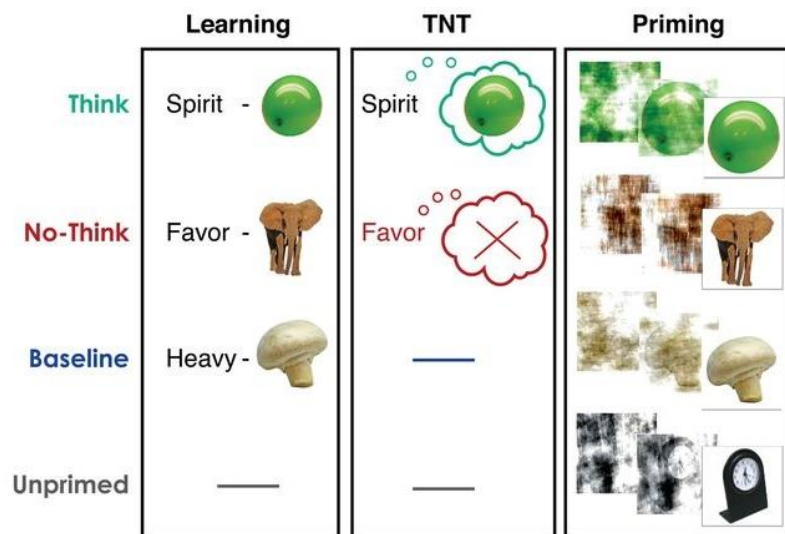 Learning TNT Priming
Think Spirit - Spirit
No-Think Favor - Favor
Baseline Heavy -
Unprimed